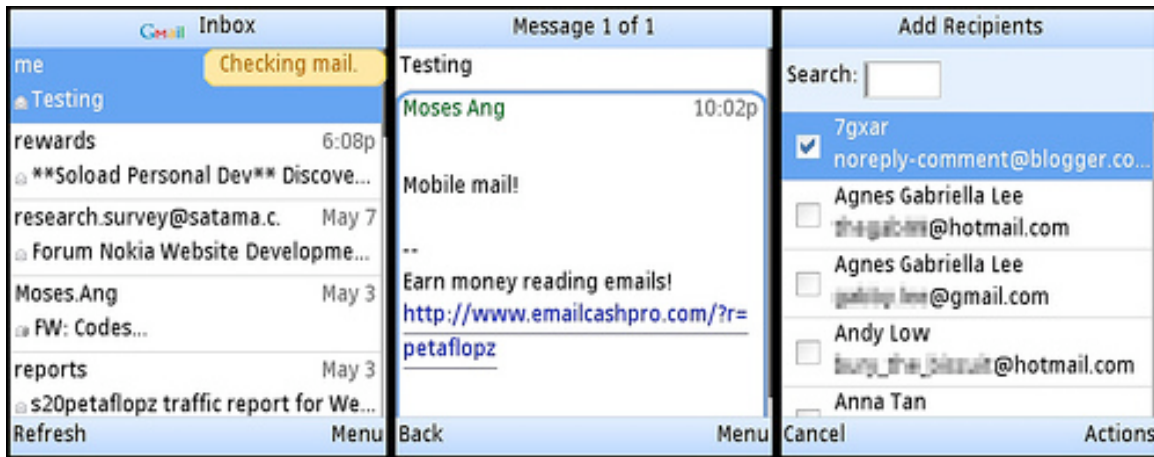 Gmail Inbox
me Checking mail.
Testing
rewards 6:08p
**Soload Personal Dev** Discove...
research.survey@satama.c. May 7
Forum Nokia Website Developme...
Moses.Ang May 3
FW: Codes...
reports May 3
s20petaflopz traffic report for We...
Refresh Menu
Message 1 of 1
Testing
Moses Ang 10:02p
Mobile mail!
--
Earn money reading emails!
http://www.emailcashpro.com/?r=
petaflopz
Back Menu
Add Recipients
Search:
7gxar
noreply-comment@blogger.co...
Agnes Gabriella Lee
@hotmail.com
Agnes Gabriella Lee
@gmail.com
Andy Low
@hotmail.com
Anna Tan
Cancel Actions